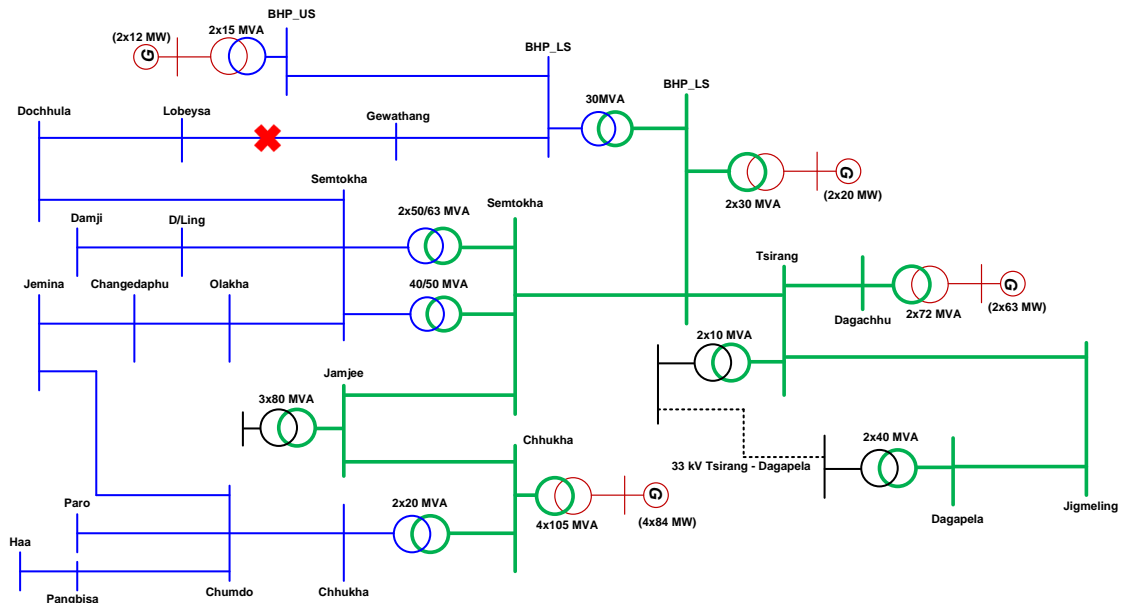 BHP_US
2x15 MVA
(2x12 MW)
G
BHP_LS
BHP_LS
30MVA
Dochhula
Lobeysa
Gewathang
G
2x30 MVA
(2x20 MW)
Semtokha
Damji
D/Ling
2x50/63 MVA
Semtokha
Tsirang
Jemina
Changedaphu
Olakha
40/50 MVA
G
Dagachhu
2x72 MVA
(2x63 MW)
2x10 MVA
Jamjee
3x80 MVA
Chhukha
2x40 MVA
33 kV Tsirang - Dagapela
G
4x105 MVA
(4x84 MW)
2x20 MVA
Dagapela
Jigmeling
Paro
Haa
Pangbisa
Chumdo
Chhukha